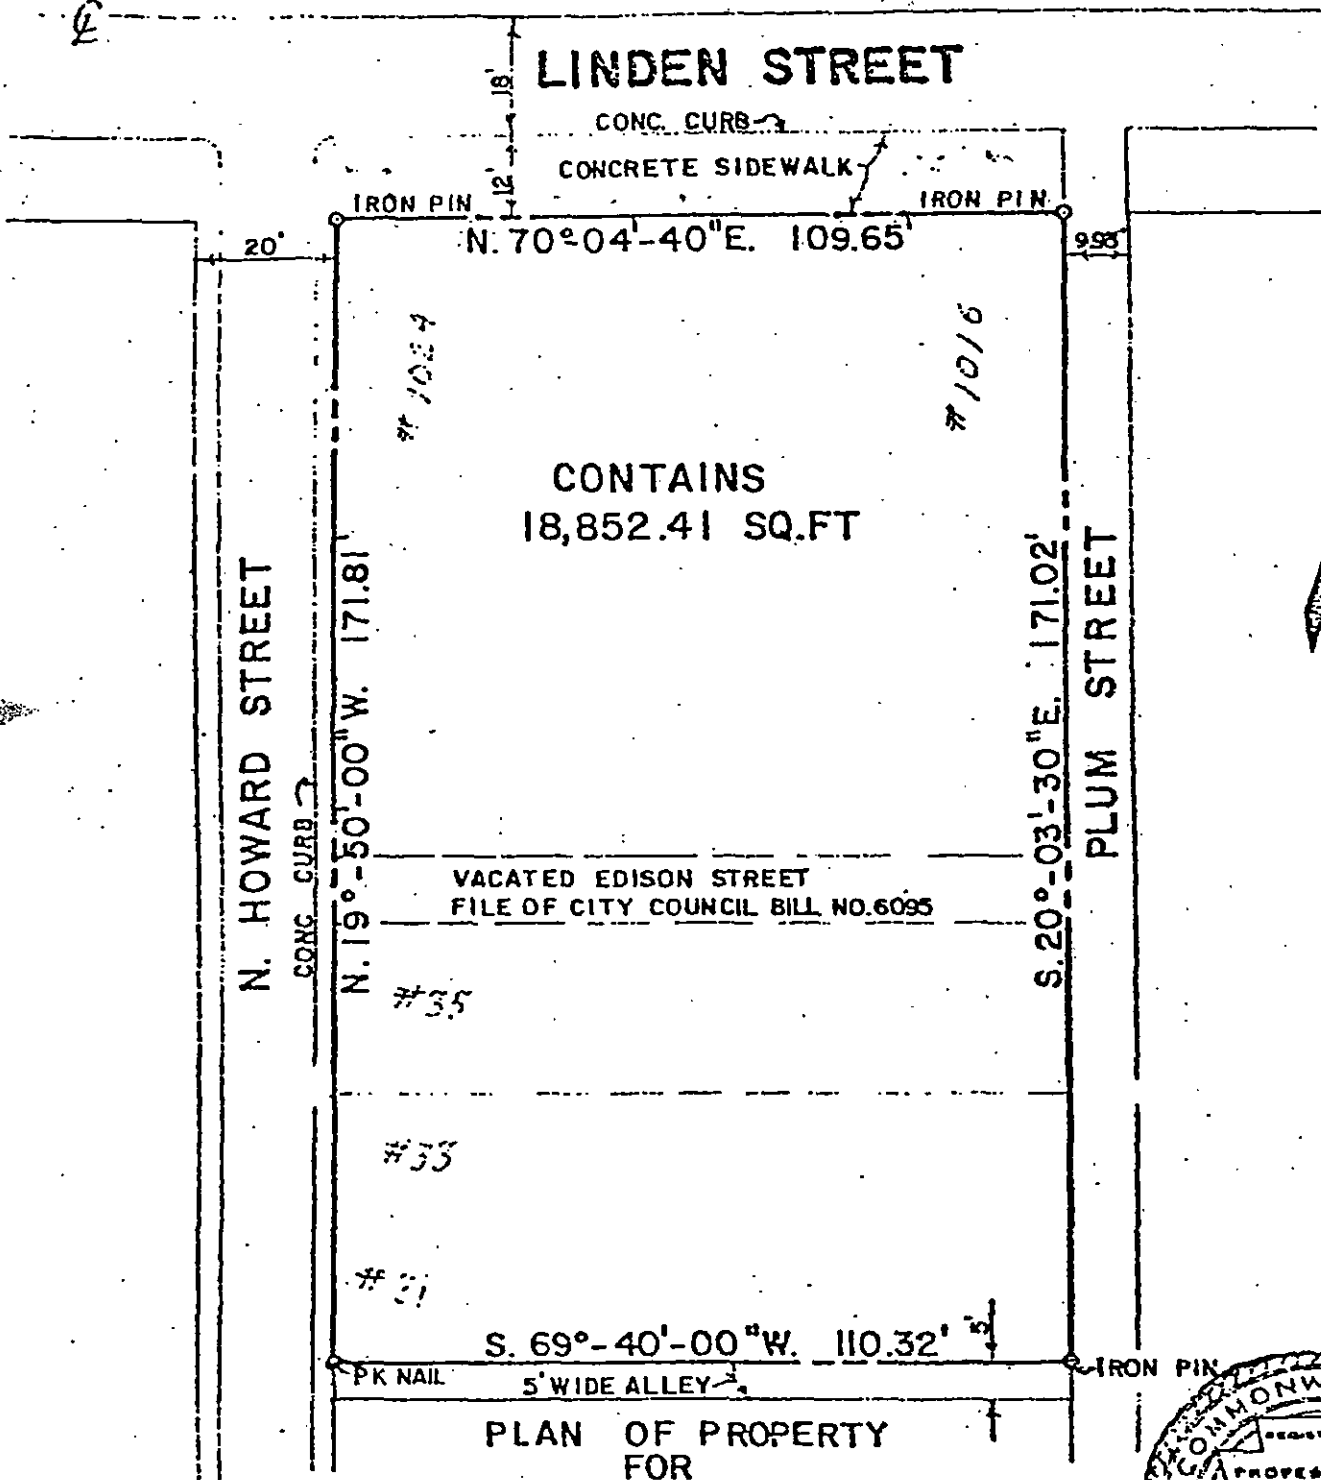 ℄
LINDEN STREET
18'
CONC. CURB
CONCRETE SIDEWALK
12'
IRON PIN
IRON PIN
N. 70°-04'-40"E. 109.65'
20'
9.93'
#1016
CONTAINS
18,852.41 SQ.FT
N. HOWARD STREET
CONC CURB
N. 19°-50'-00"W. 171.81'
S. 20°-03'-30"E. 171.02'
PLUM STREET
VACATED EDISON STREET
FILE OF CITY COUNCIL BILL NO.6095
#35
#33
#31
S. 69°-40'-00"W. 110.32'
5'
PK NAIL
5' WIDE ALLEY
IRON PIN
PLAN OF PROPERTY
FOR